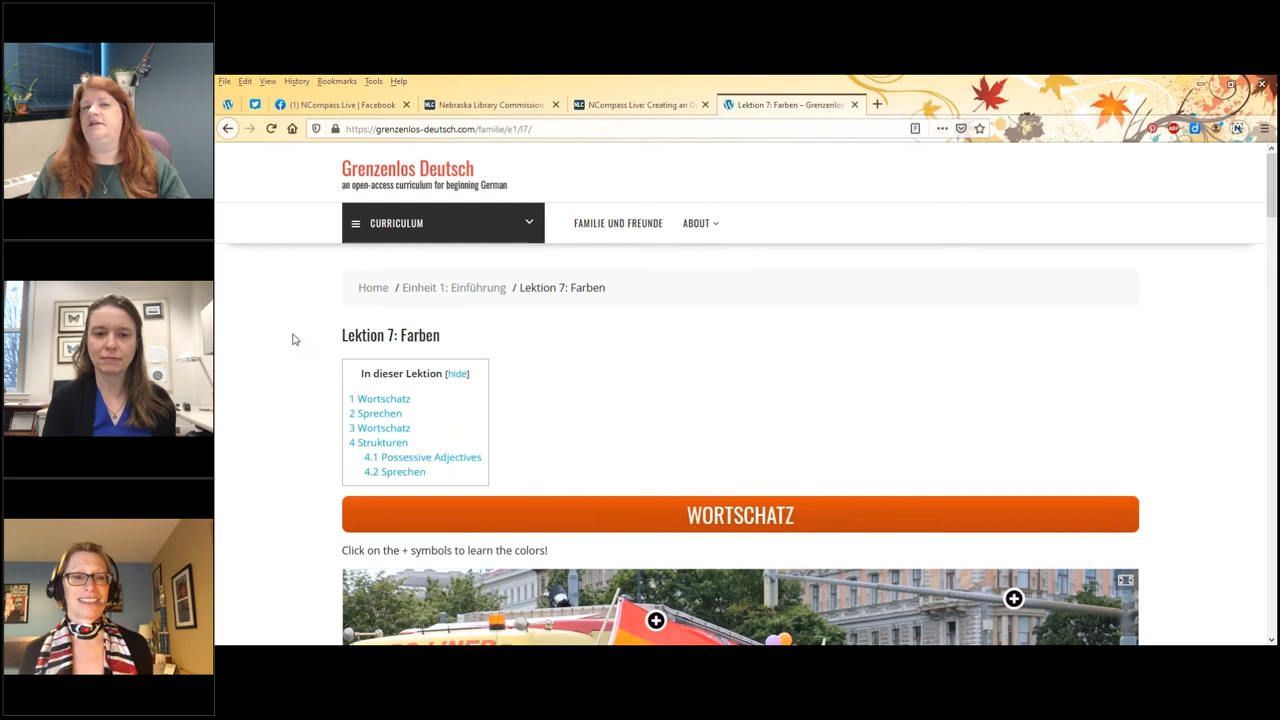 File Edit View History Bookmarks Tools Help
(1) NCompass Live | Facebook
Nebraska Library Commission
NCompass Live: Creating an Op
Lektion 7: Farben – Grenzenlos
https://grenzenlos-deutsch.com/familie/e1/l7/
Grenzenlos Deutsch
an open-access curriculum for beginning German
CURRICULUM
FAMILIE UND FREUNDE
ABOUT
Home / Einheit 1: Einführung / Lektion 7: Farben
Lektion 7: Farben
In dieser Lektion [hide]
1 Wortschatz
2 Sprechen
3 Wortschatz
4 Strukturen
4.1 Possessive Adjectives
4.2 Sprechen
WORTSCHATZ
Click on the + symbols to learn the colors!